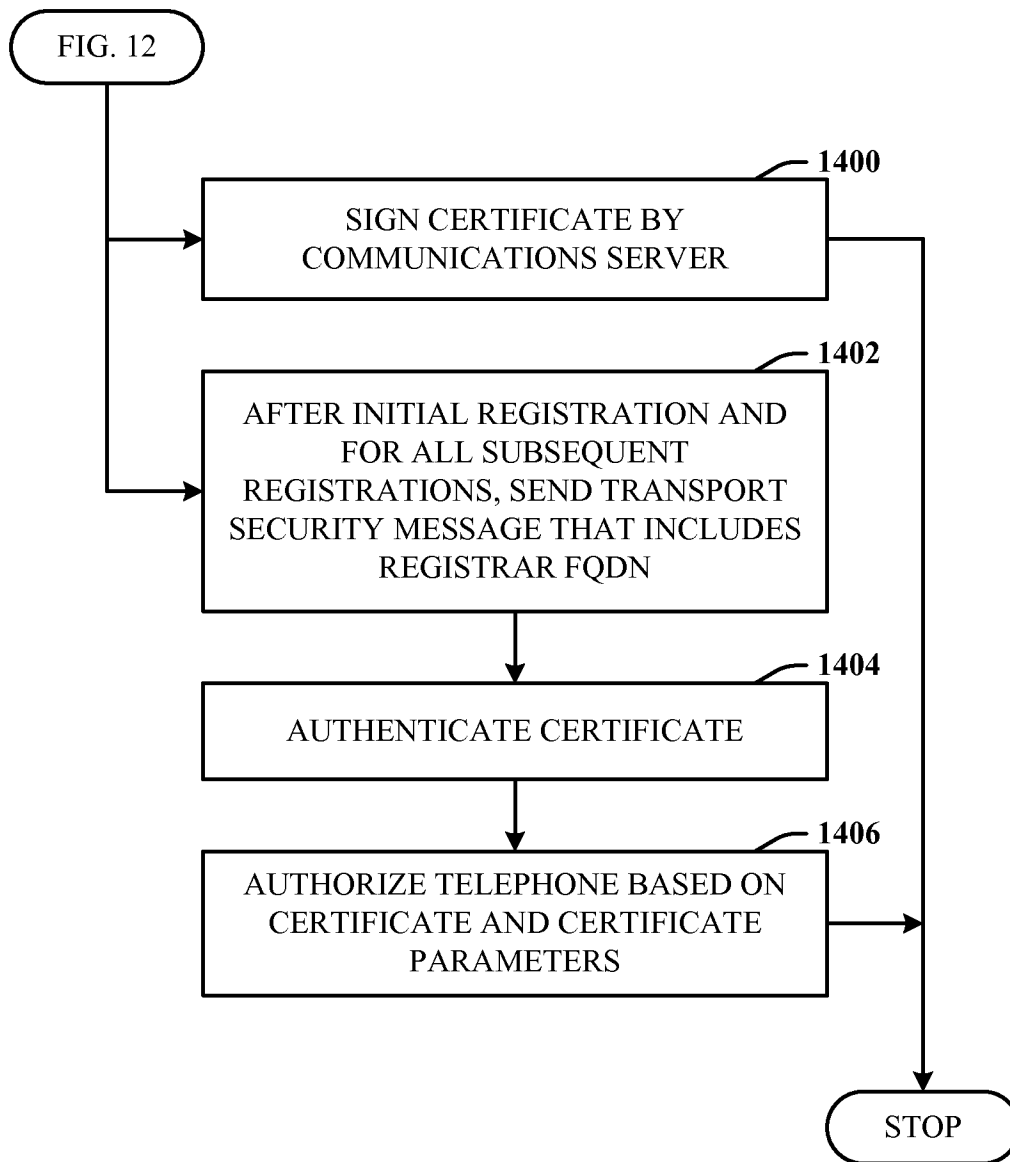 FIG. 12
1400
SIGN CERTIFICATE BY
COMMUNICATIONS SERVER
1402
AFTER INITIAL REGISTRATION AND
FOR ALL SUBSEQUENT
REGISTRATIONS, SEND TRANSPORT
SECURITY MESSAGE THAT INCLUDES
REGISTRAR FQDN
1404
AUTHENTICATE CERTIFICATE
1406
AUTHORIZE TELEPHONE BASED ON
CERTIFICATE AND CERTIFICATE
PARAMETERS
STOP